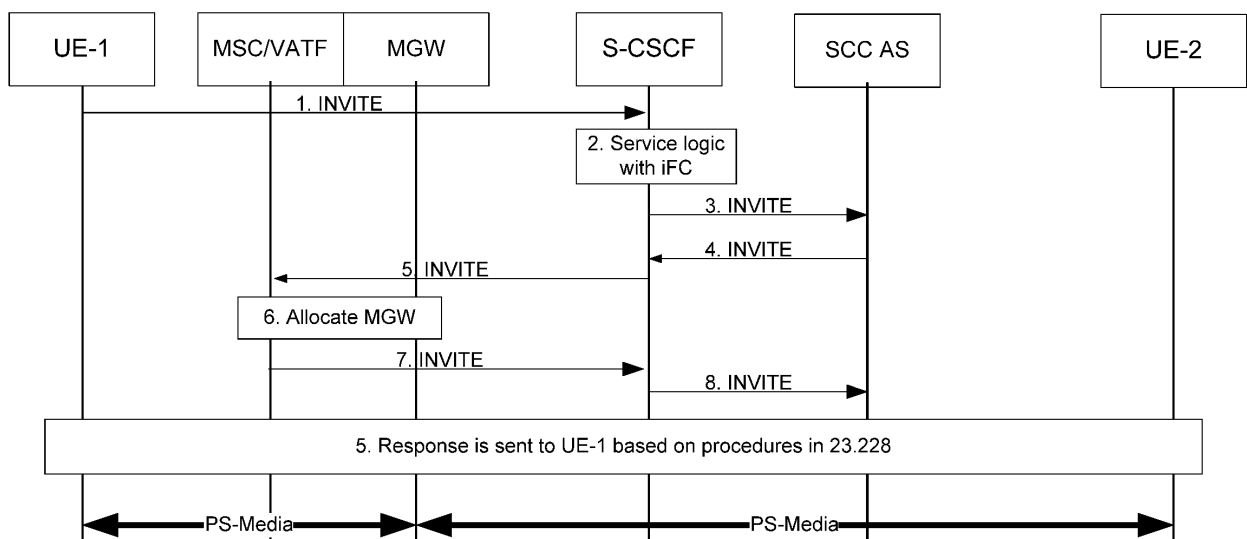 UE-1
MSC/VATF
MGW
S-CSCF
SCC AS
UE-2
1. INVITE
2. Service logic
with iFC
3. INVITE
4. INVITE
5. INVITE
6. Allocate MGW
7. INVITE
8. INVITE
5. Response is sent to UE-1 based on procedures in 23.228
PS-Media
PS-Media